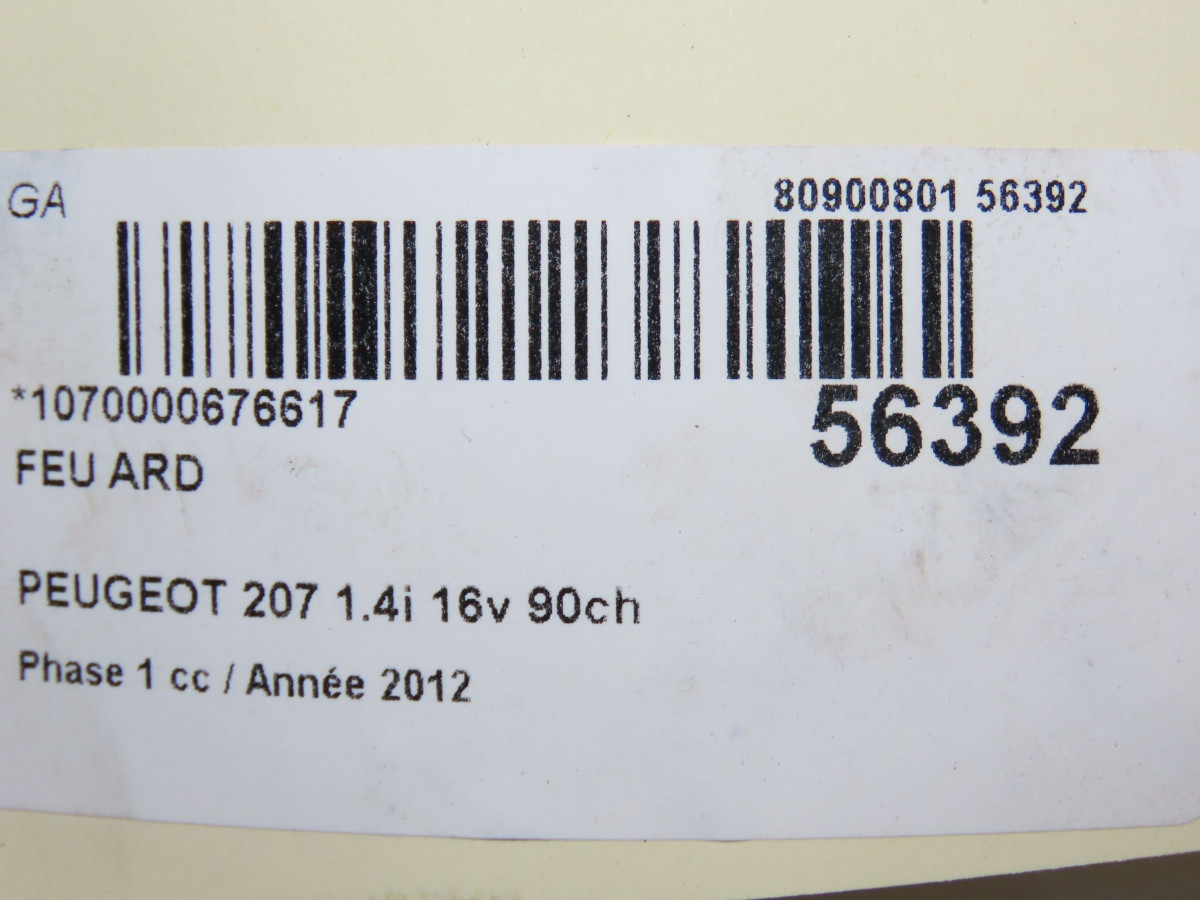 GA
80900801 56392
*1070000676617
56392
FEU ARD
PEUGEOT 207 1.4i 16v 90ch
Phase 1 cc / Année 2012